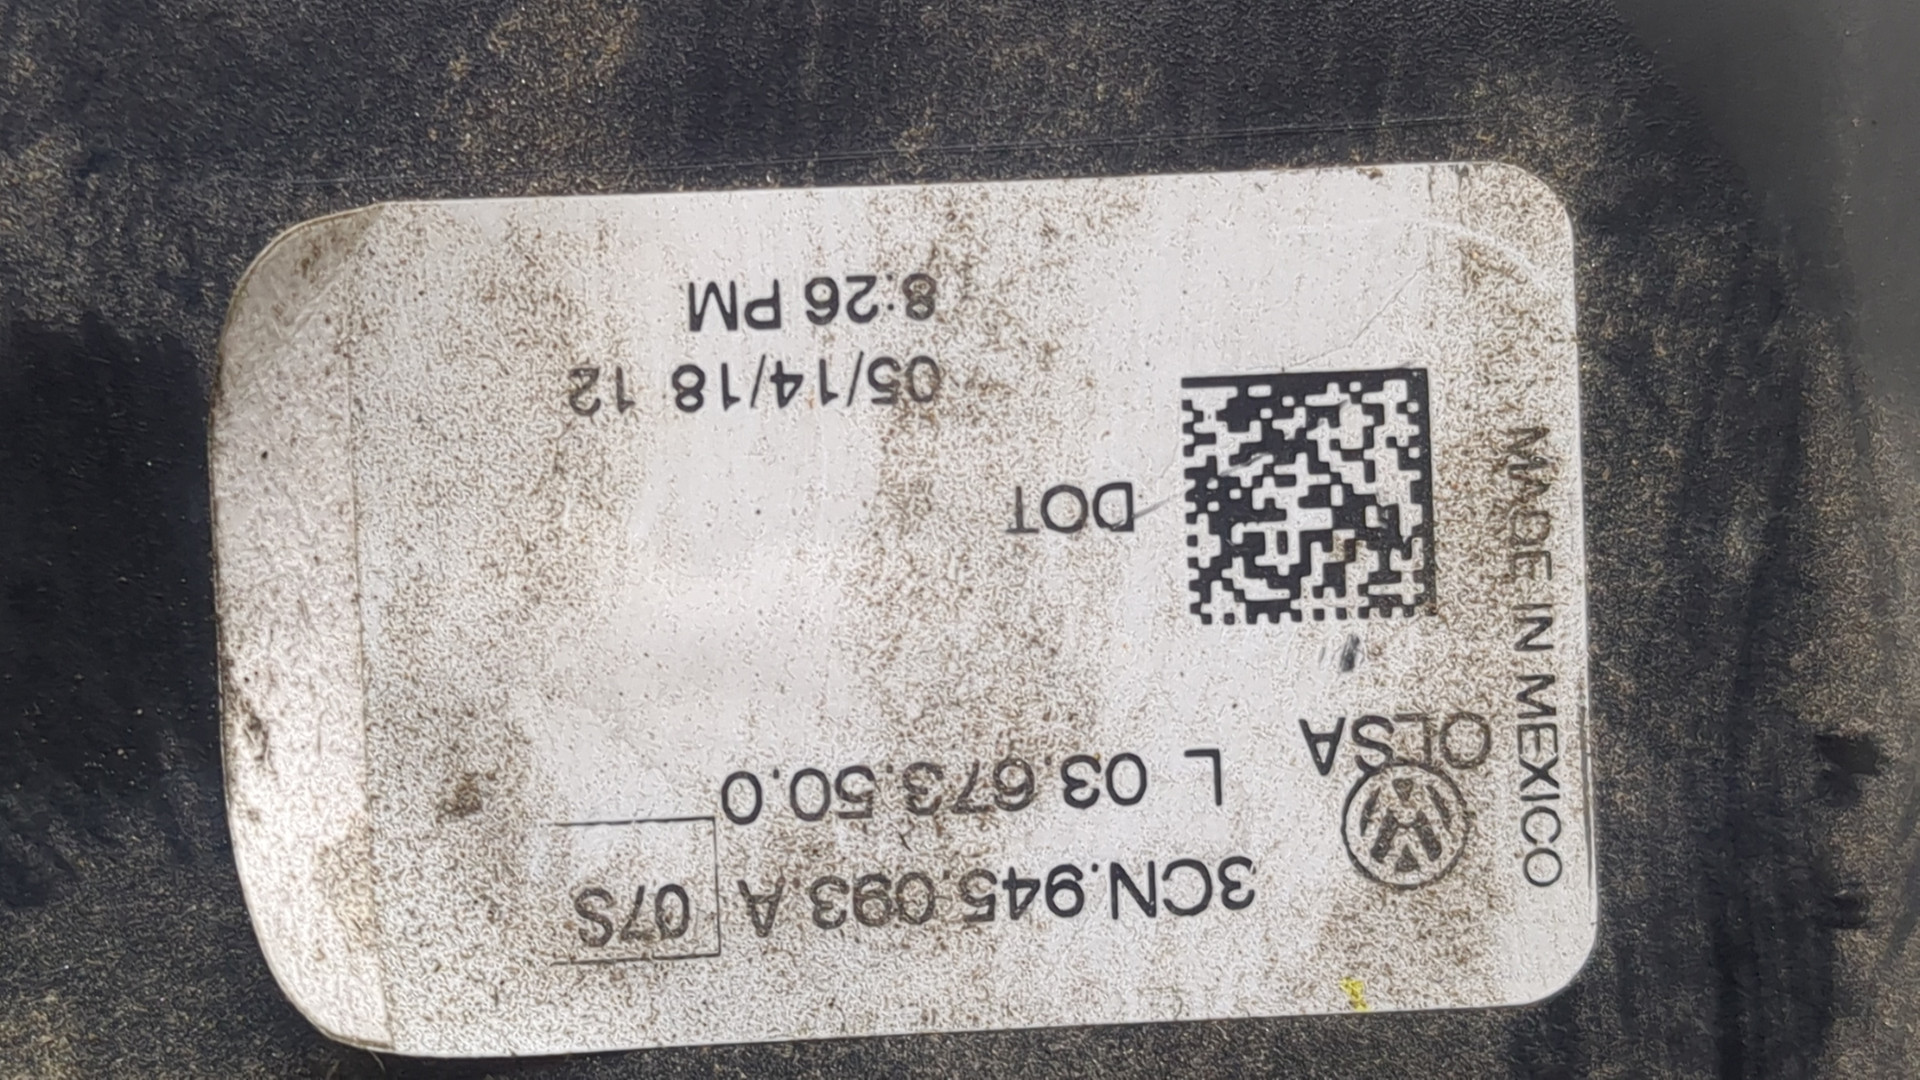 3CN.945.093.A 07S
L 03.673.50.0
OLSA
DOT
05/14/18 12
8:26 PM
MADE IN MEXICO